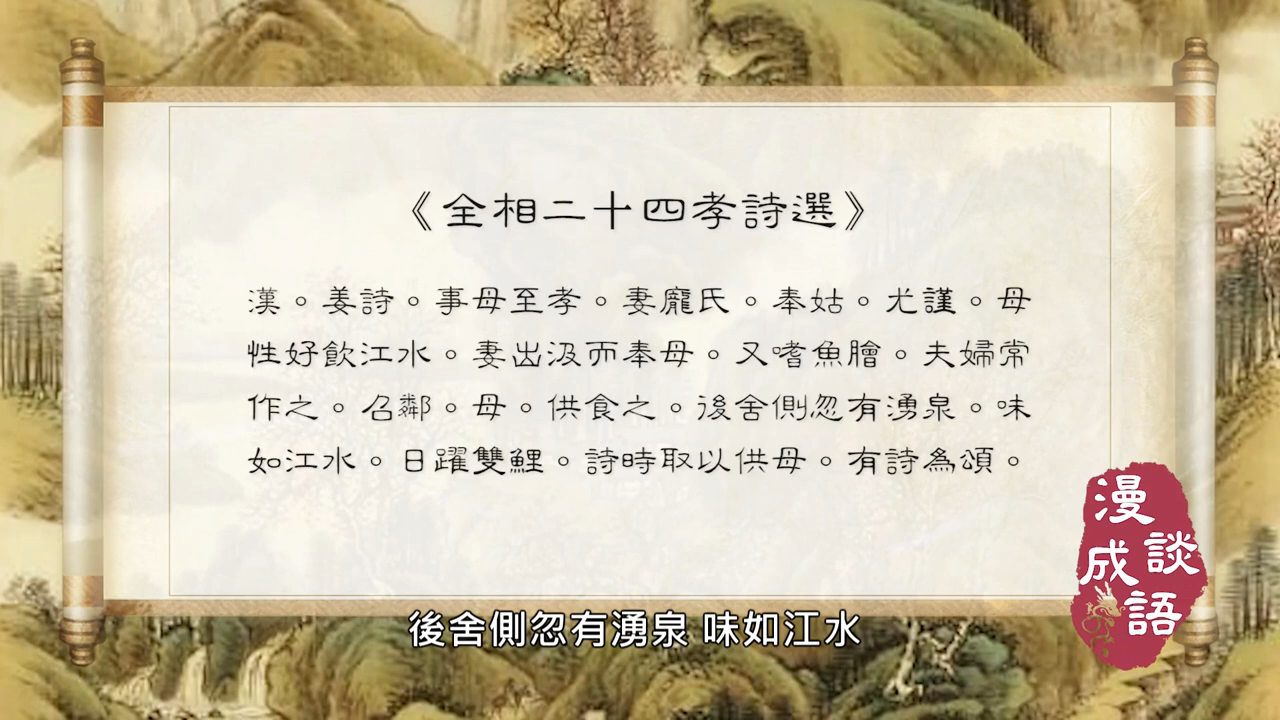 《全相二十四孝詩選》
漢。姜詩。事母至孝。妻龐氏。奉姑。尤謹。母
性好飲江水。妻出汲而奉母。又嗜魚膾。夫婦常
作之。召鄰。母。供食之。後舍側忽有湧泉。味
如江水。日躍雙鯉。詩時取以供母。有詩為頌。
漫談
成語
後舍側忽有湧泉 味如江水